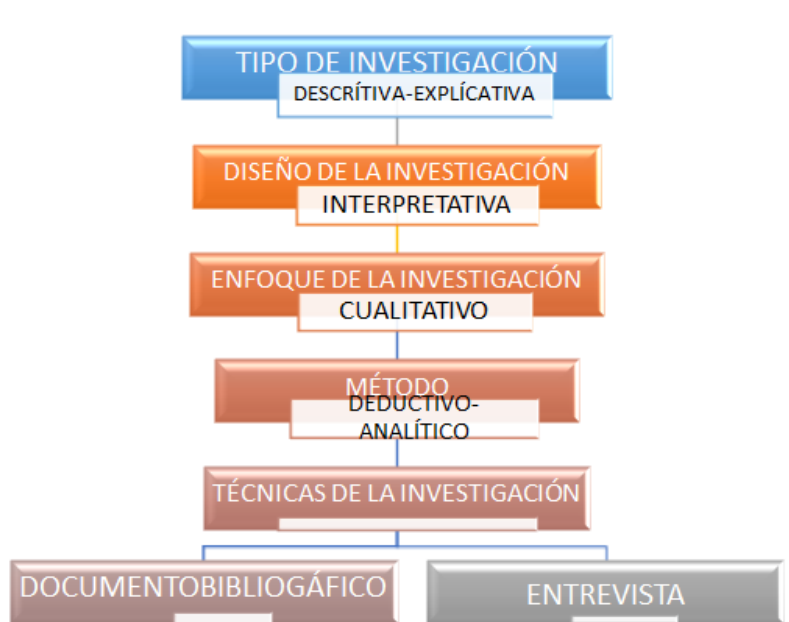 TIPO DE INVESTIGACIÓN
DESCRÍTIVA-EXPLÍCATIVA
DISEÑO DE LA INVESTIGACIÓN
INTERPRETATIVA
ENFOQUE DE LA INVESTIGACIÓN
CUALITATIVO
MÉTODO
DEDUCTIVO-
ANALÍTICO
TÉCNICAS DE LA INVESTIGACIÓN
DOCUMENTOBIBLIOGÁFICO
ENTREVISTA